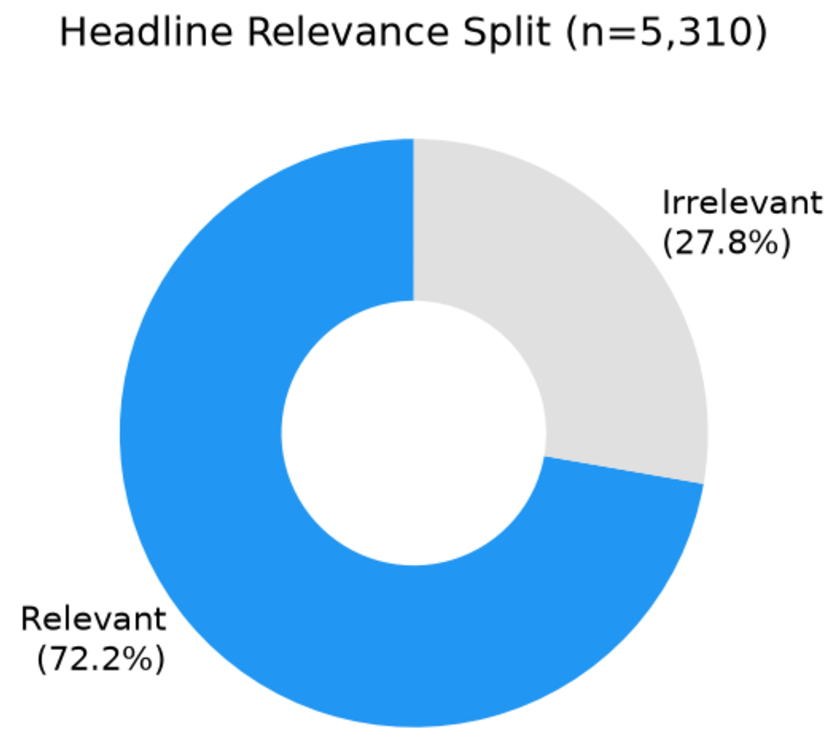 Headline Relevance Split (n=5,310)
Irrelevant
(27.8%)
Relevant
(72.2%)